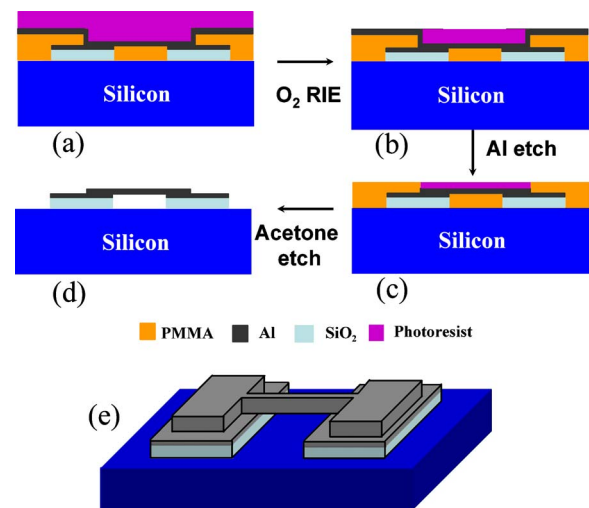 Silicon
(a)
O₂ RIE
Silicon
(b)
Al etch
Silicon
(d)
Acetone
etch
Silicon
(c)
PMMA Al SiO₂ Photoresist
(e)